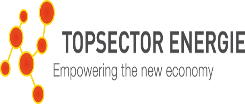 TOPSECTOR ENERGIE
Empowering the new economy